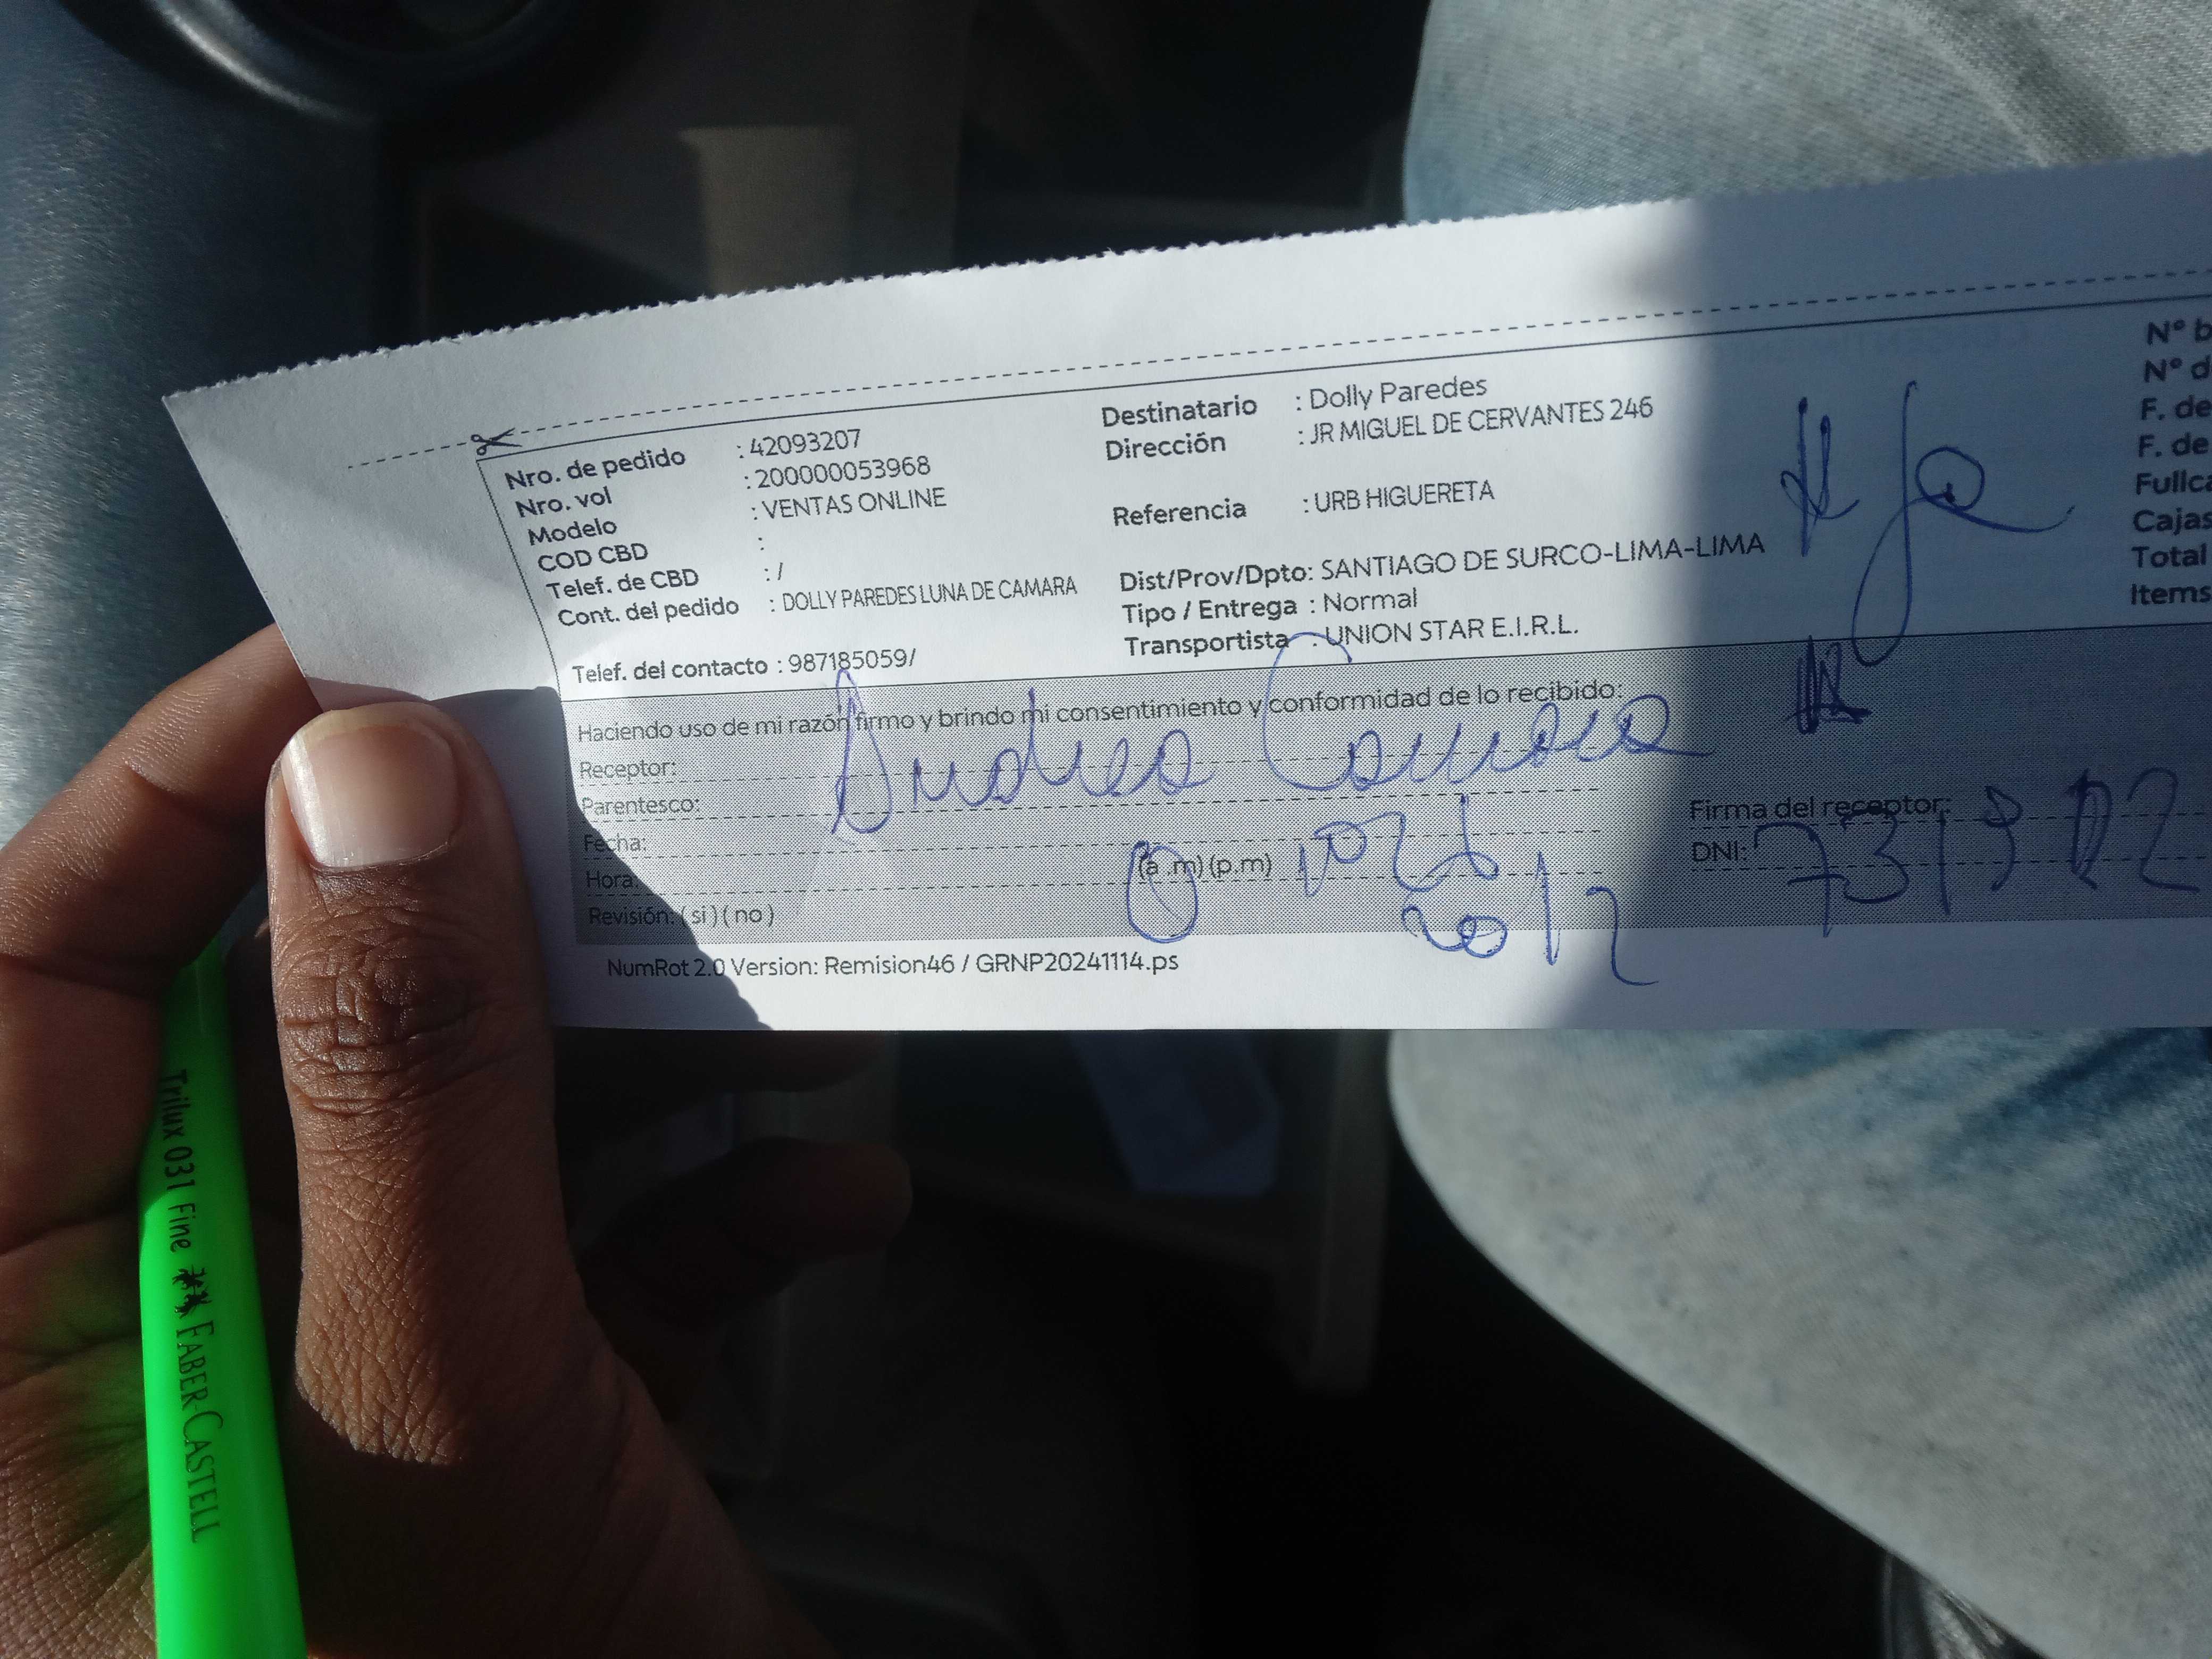 Nro. de pedido : 42093207
Nro. vol : 200000053968
Modelo : VENTAS ONLINE
COD CBD :
Telef. de CBD : /
Cont. del pedido : DOLLY PAREDES LUNA DE CAMARA
Telef. del contacto : 987185059/
Destinatario : Dolly Paredes
Dirección : JR MIGUEL DE CERVANTES 246
Referencia : URB HIGUERETA
Dist/Prov/Dpto: SANTIAGO DE SURCO-LIMA-LIMA
Tipo / Entrega : Normal
Transportista : UNION STAR E.I.R.L.
N° b
N° d
F. de
F. de
Fullca
Cajas
Total
Items
Haciendo uso de mi razón firmo y brindo mi consentimiento y conformidad de lo recibido:
Receptor: Andrea
Parentesco:
Fecha:
Hora: (a .m) (p.m)
Revisión: ( si ) ( no )
20/12
Firma del receptor:
DNI:
NumRot 2.0 Version: Remision46 / GRNP20241114.ps
Trilux 031 Fine FABER-CASTELL